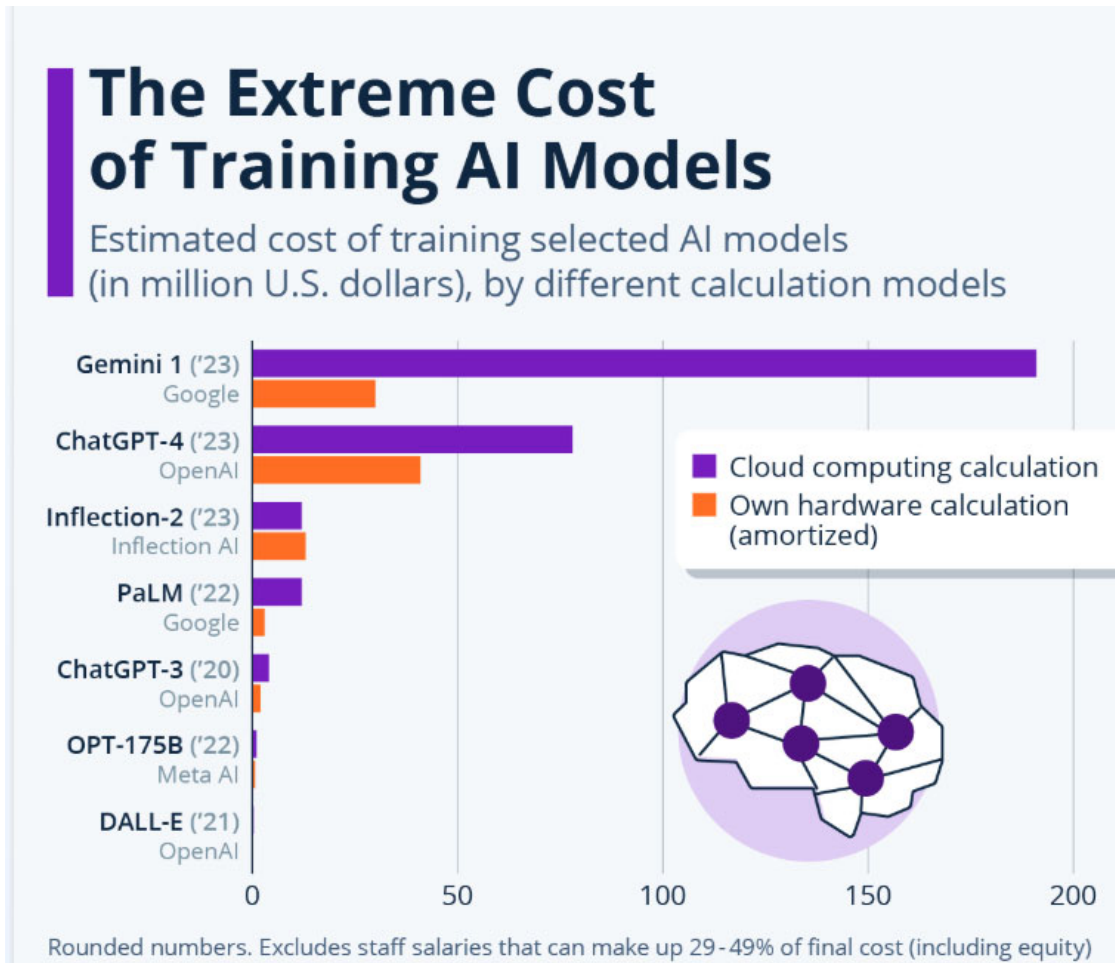 The Extreme Cost
of Training AI Models
Estimated cost of training selected AI models
(in million U.S. dollars), by different calculation models
Gemini 1 (’23)
Google
ChatGPT-4 (’23)
OpenAI
Inflection-2 (’23)
Inflection AI
PaLM (’22)
Google
ChatGPT-3 (’20)
OpenAI
OPT-175B (’22)
Meta AI
DALL-E (’21)
OpenAI
Cloud computing calculation
Own hardware calculation
(amortized)
0 50 100 150 200
Rounded numbers. Excludes staff salaries that can make up 29-49% of final cost (including equity)